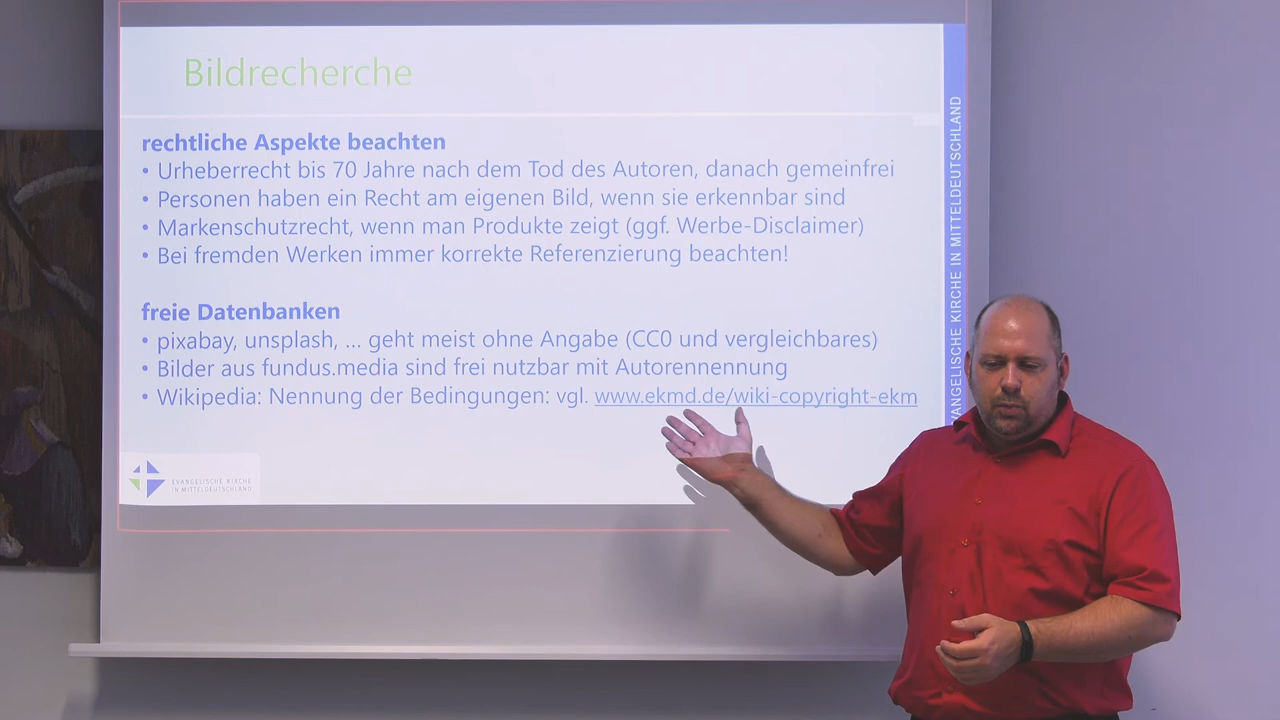 Bildrecherche
rechtliche Aspekte beachten
• Urheberrecht bis 70 Jahre nach dem Tod des Autoren, danach gemeinfrei
• Personen haben ein Recht am eigenen Bild, wenn sie erkennbar sind
• Markenschutzrecht, wenn man Produkte zeigt (ggf. Werbe-Disclaimer)
• Bei fremden Werken immer korrekte Referenzierung beachten!
freie Datenbanken
• pixabay, unsplash, ... geht meist ohne Angabe (CC0 und vergleichbares)
• Bilder aus fundus.media sind frei nutzbar mit Autorennennung
• Wikipedia: Nennung der Bedingungen: vgl. www.ekmd.de/wiki-copyright-ekm
EVANGELISCHE KIRCHE
IN MITTELDEUTSCHLAND
VANGELISCHE KIRCHE IN MITTELDEUTSCHLAND